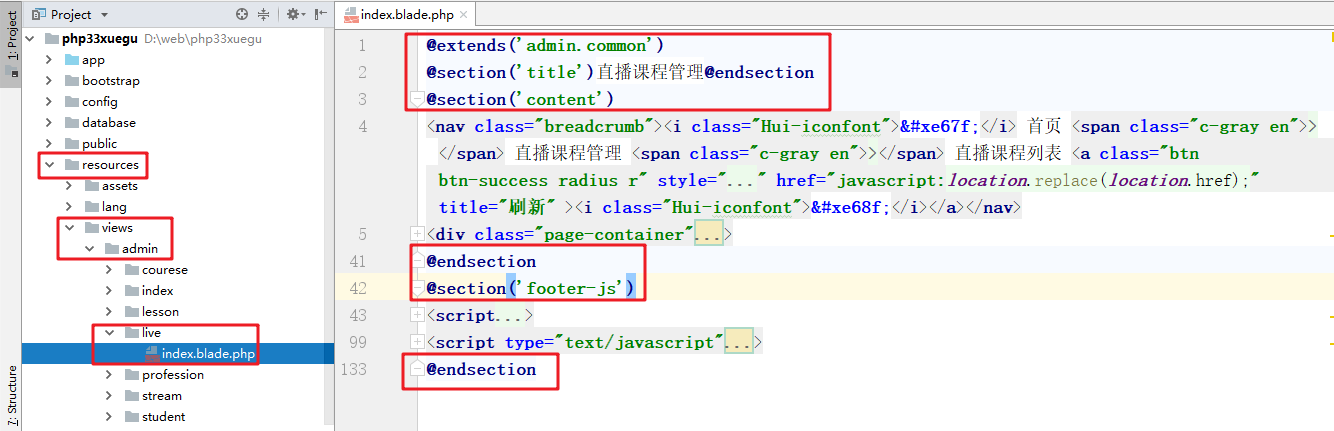 1: Project
Project
php33xuegu D:\web\php33xuegu
app
bootstrap
config
database
public
resources
assets
lang
views
admin
courese
index
lesson
live
index.blade.php
profession
stream
student
7: Structure
index.blade.php
1 @extends('admin.common')
2 @section('title')直播课程管理@endsection
3 @section('content')
4 <nav class="breadcrumb"><i class="Hui-iconfont">&#xe67f;</i> 首页 <span class="c-gray en">>
</span> 直播课程管理 <span class="c-gray en">></span> 直播课程列表 <a class="btn
btn-success radius r" style="..." href="javascript:location.replace(location.href);"
title="刷新" ><i class="Hui-iconfont">&#xe68f;</i></a></nav>
5 <div class="page-container"...>
41 @endsection
42 @section('footer-js')
43 <script...>
99 <script type="text/javascript"...>
133 @endsection